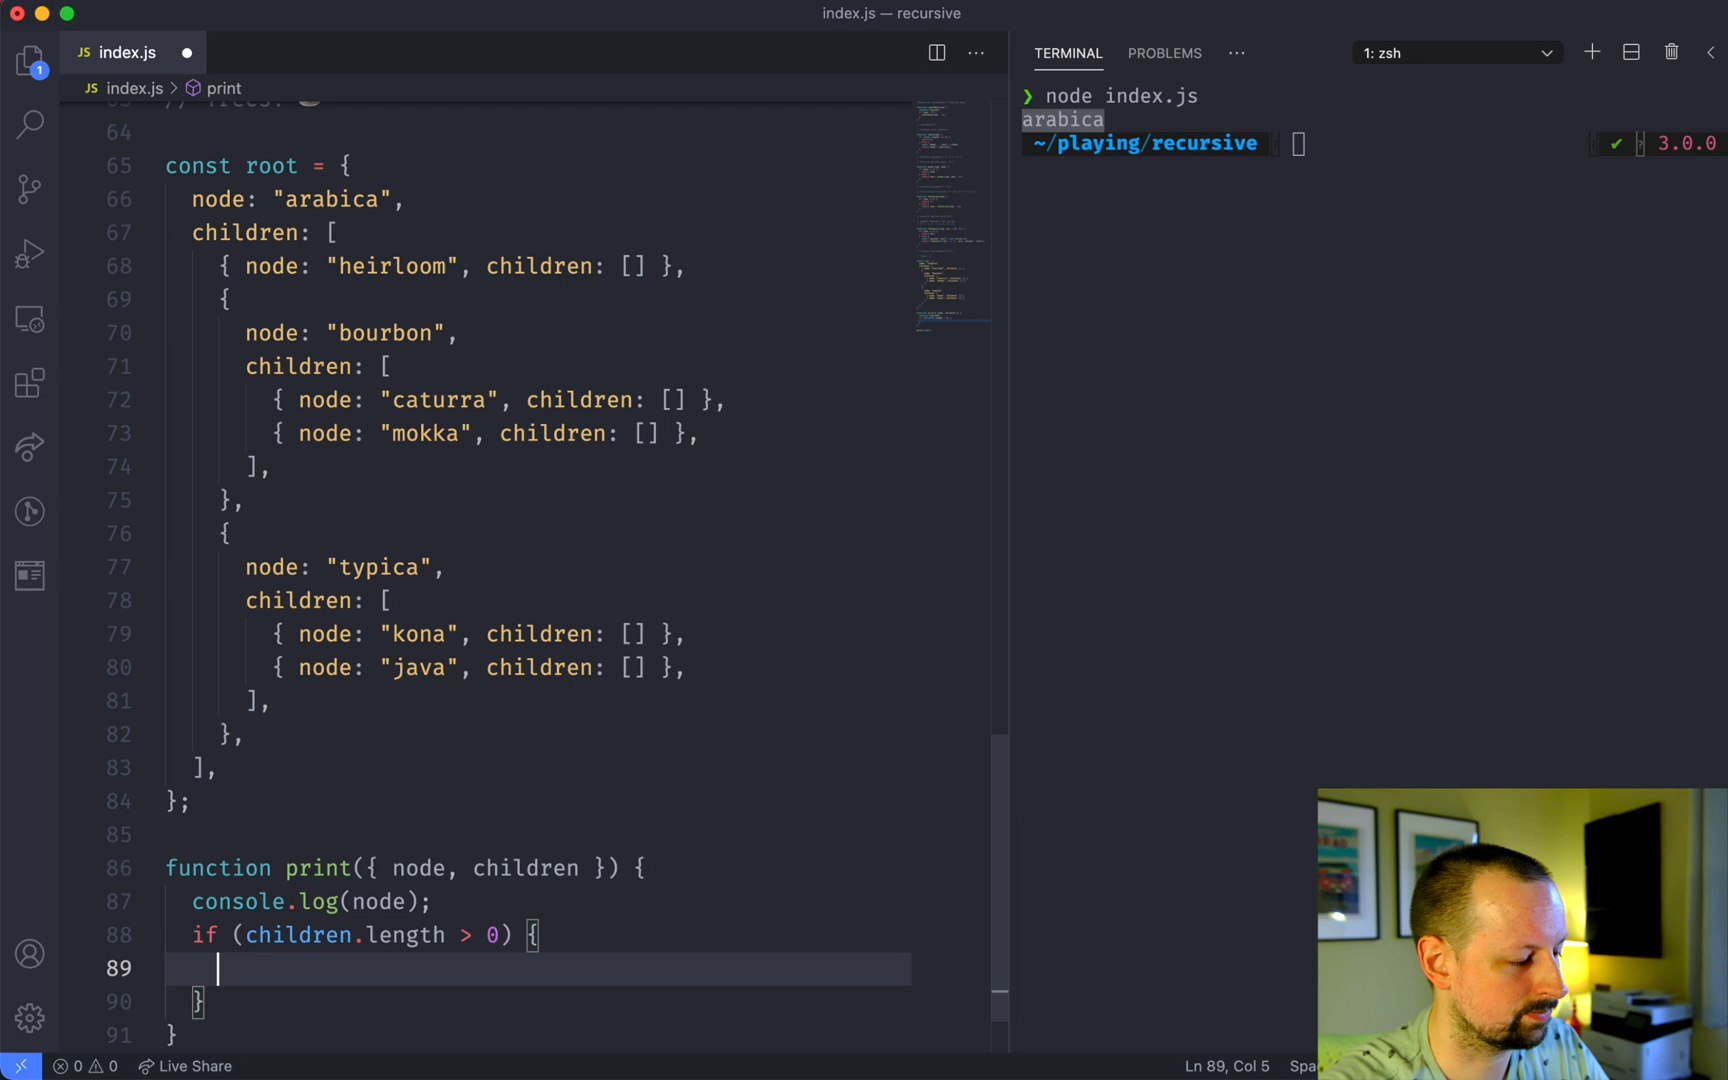 index.js — recursive
JS index.js
TERMINAL PROBLEMS
1: zsh
JS index.js > print
1
64
65 const root = {
66 node: "arabica",
67 children: [
68 { node: "heirloom", children: [] },
69 {
70 node: "bourbon",
71 children: [
72 { node: "caturra", children: [] },
73 { node: "mokka", children: [] },
74 ],
75 },
76 {
77 node: "typica",
78 children: [
79 { node: "kona", children: [] },
80 { node: "java", children: [] },
81 ],
82 },
83 ],
84 };
85
86 function print({ node, children }) {
87 console.log(node);
88 if (children.length > 0) {
89
90 }
91 }
❯ node index.js
arabica
~/playing/recursive ✔ 3.0.0
0 0 Live Share
Ln 89, Col 5